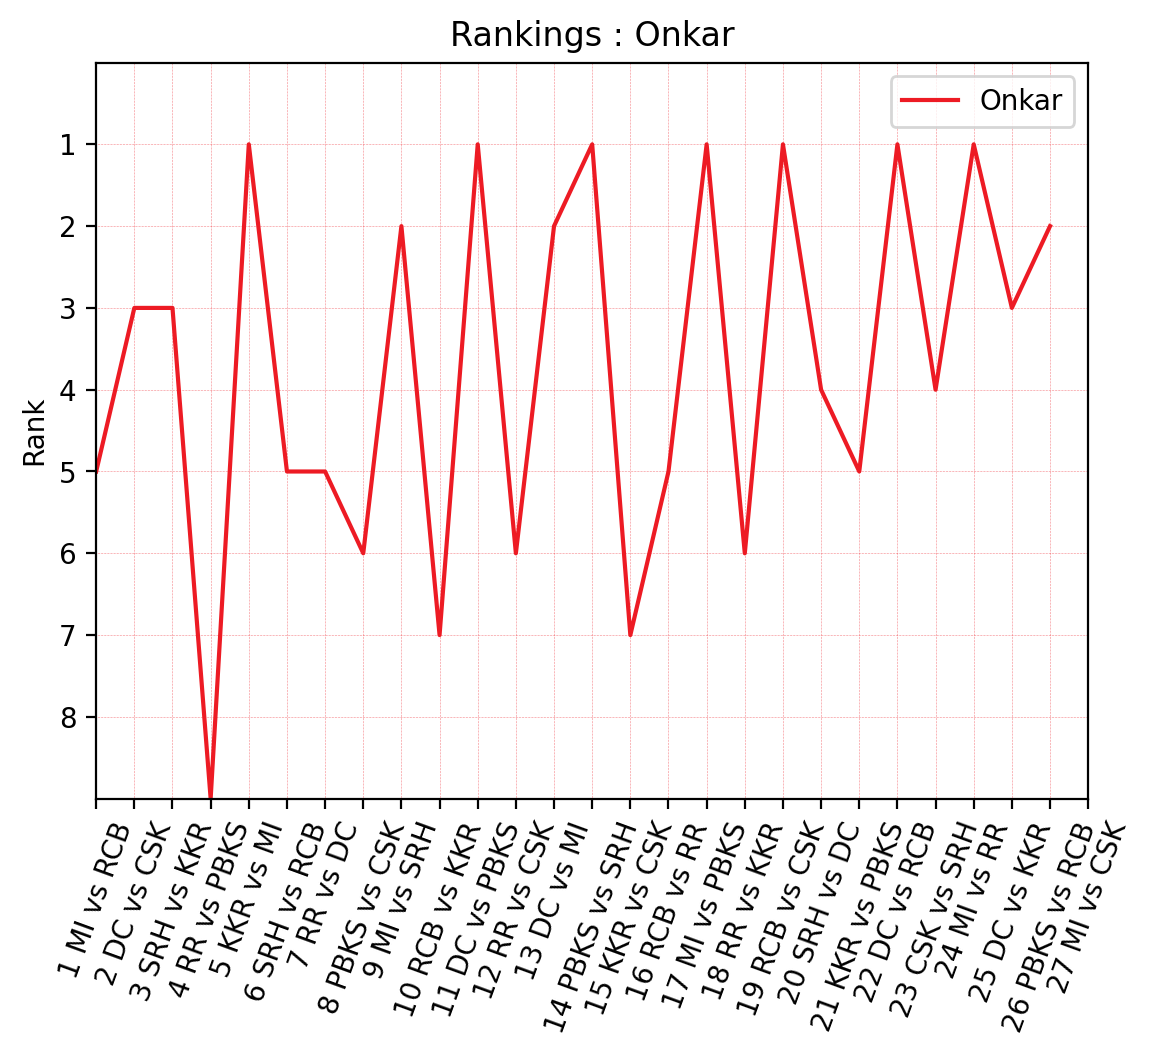 Rankings : Onkar
Onkar
Rank
1
2
3
4
5
6
7
8
1 MI vs RCB
2 DC vs CSK
3 SRH vs KKR
4 RR vs PBKS
5 KKR vs MI
6 SRH vs RCB
7 RR vs DC
8 PBKS vs CSK
9 MI vs SRH
10 RCB vs KKR
11 DC vs PBKS
12 RR vs CSK
13 DC vs MI
14 PBKS vs SRH
15 KKR vs CSK
16 RCB vs RR
17 MI vs PBKS
18 RR vs KKR
19 RCB vs CSK
20 SRH vs DC
21 KKR vs PBKS
22 DC vs RCB
23 CSK vs SRH
24 MI vs RR
25 DC vs KKR
26 PBKS vs RCB
27 MI vs CSK